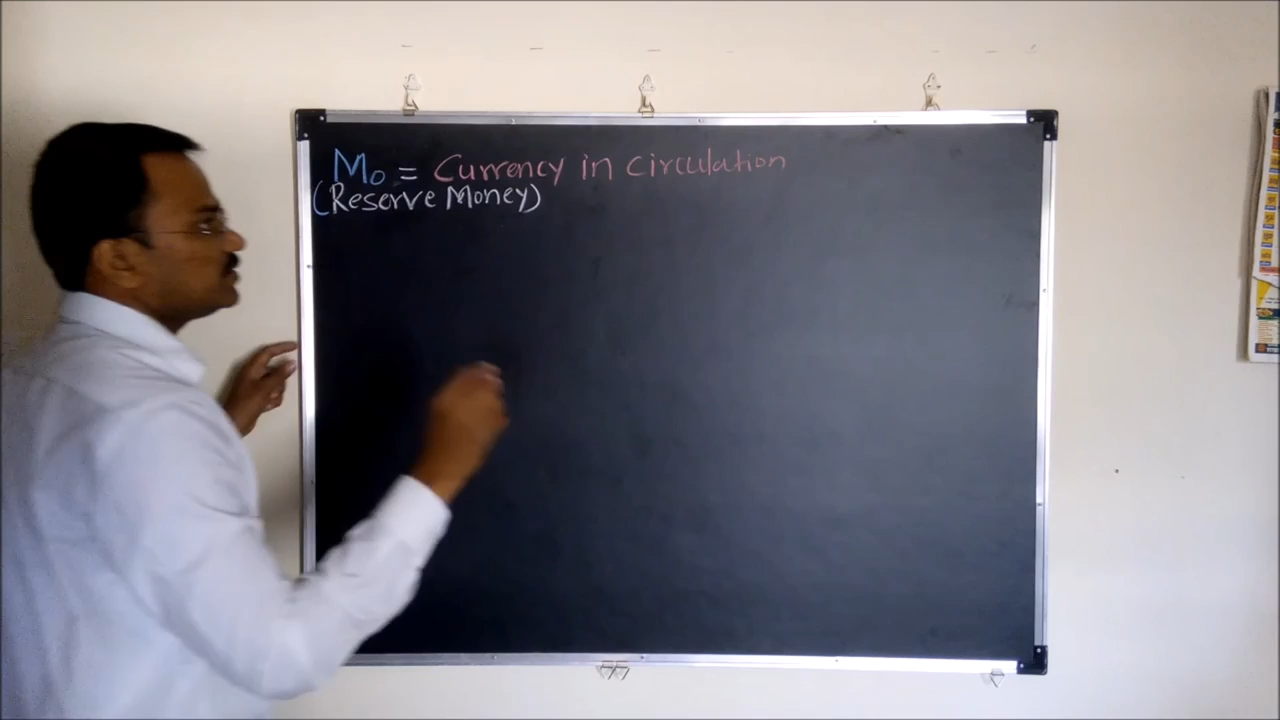 M₀ = Currency in circulation
(Reserve Money)